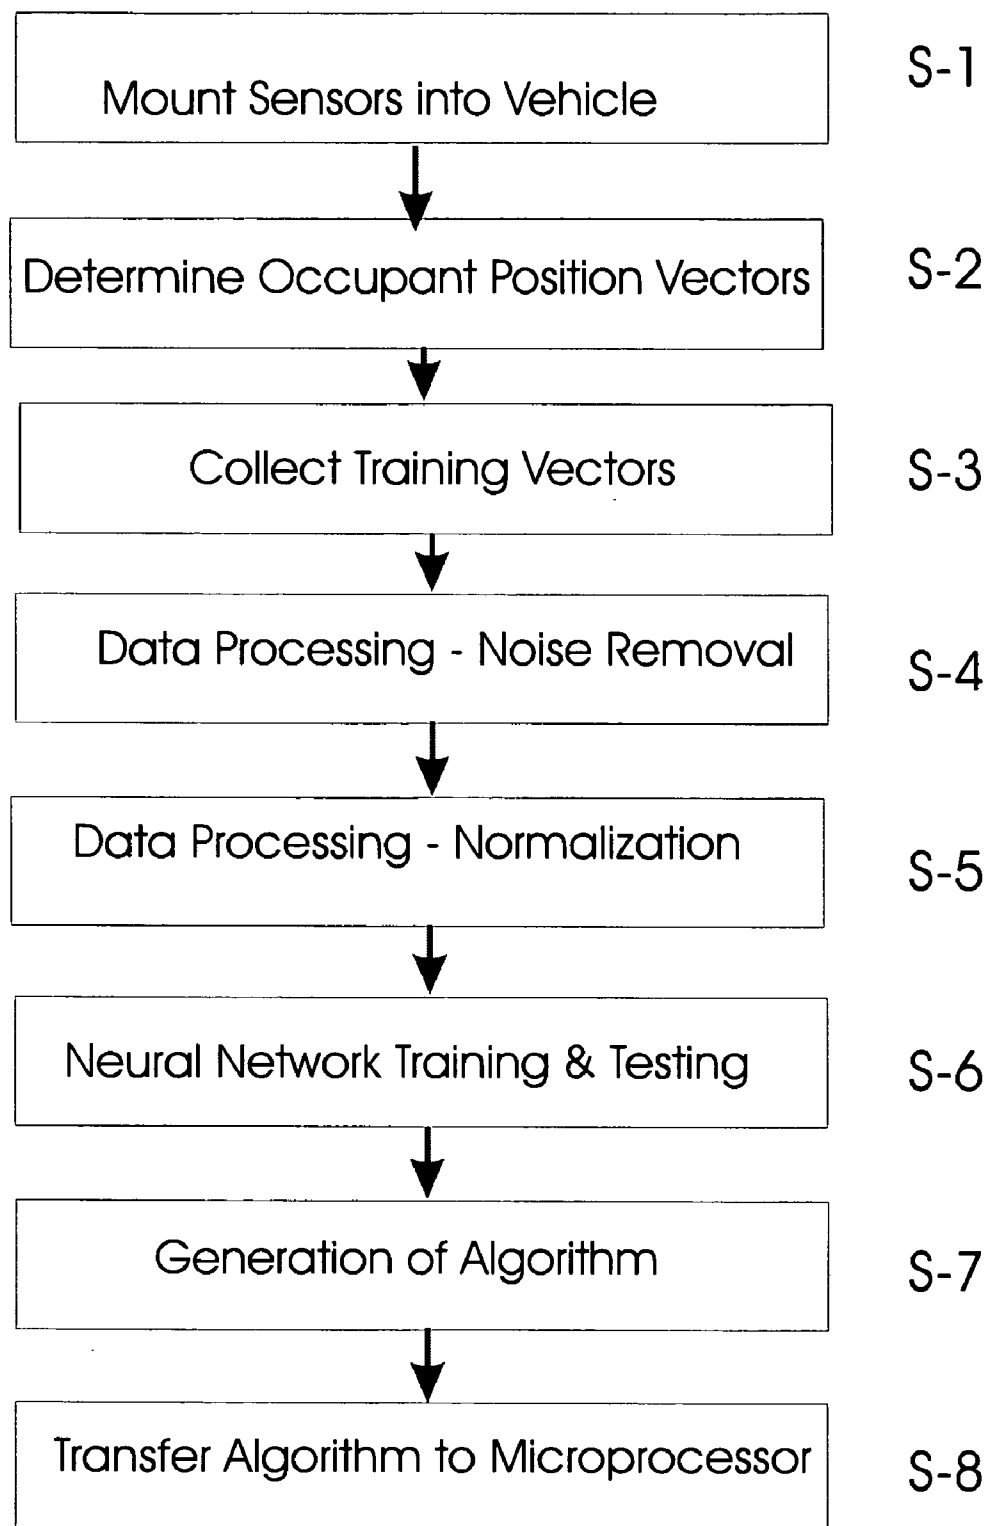 Mount Sensors into Vehicle
S-1
Determine Occupant Position Vectors
S-2
Collect Training Vectors
S-3
Data Processing - Noise Removal
S-4
Data Processing - Normalization
S-5
Neural Network Training & Testing
S-6
Generation of Algorithm
S-7
Transfer Algorithm to Microprocessor
S-8